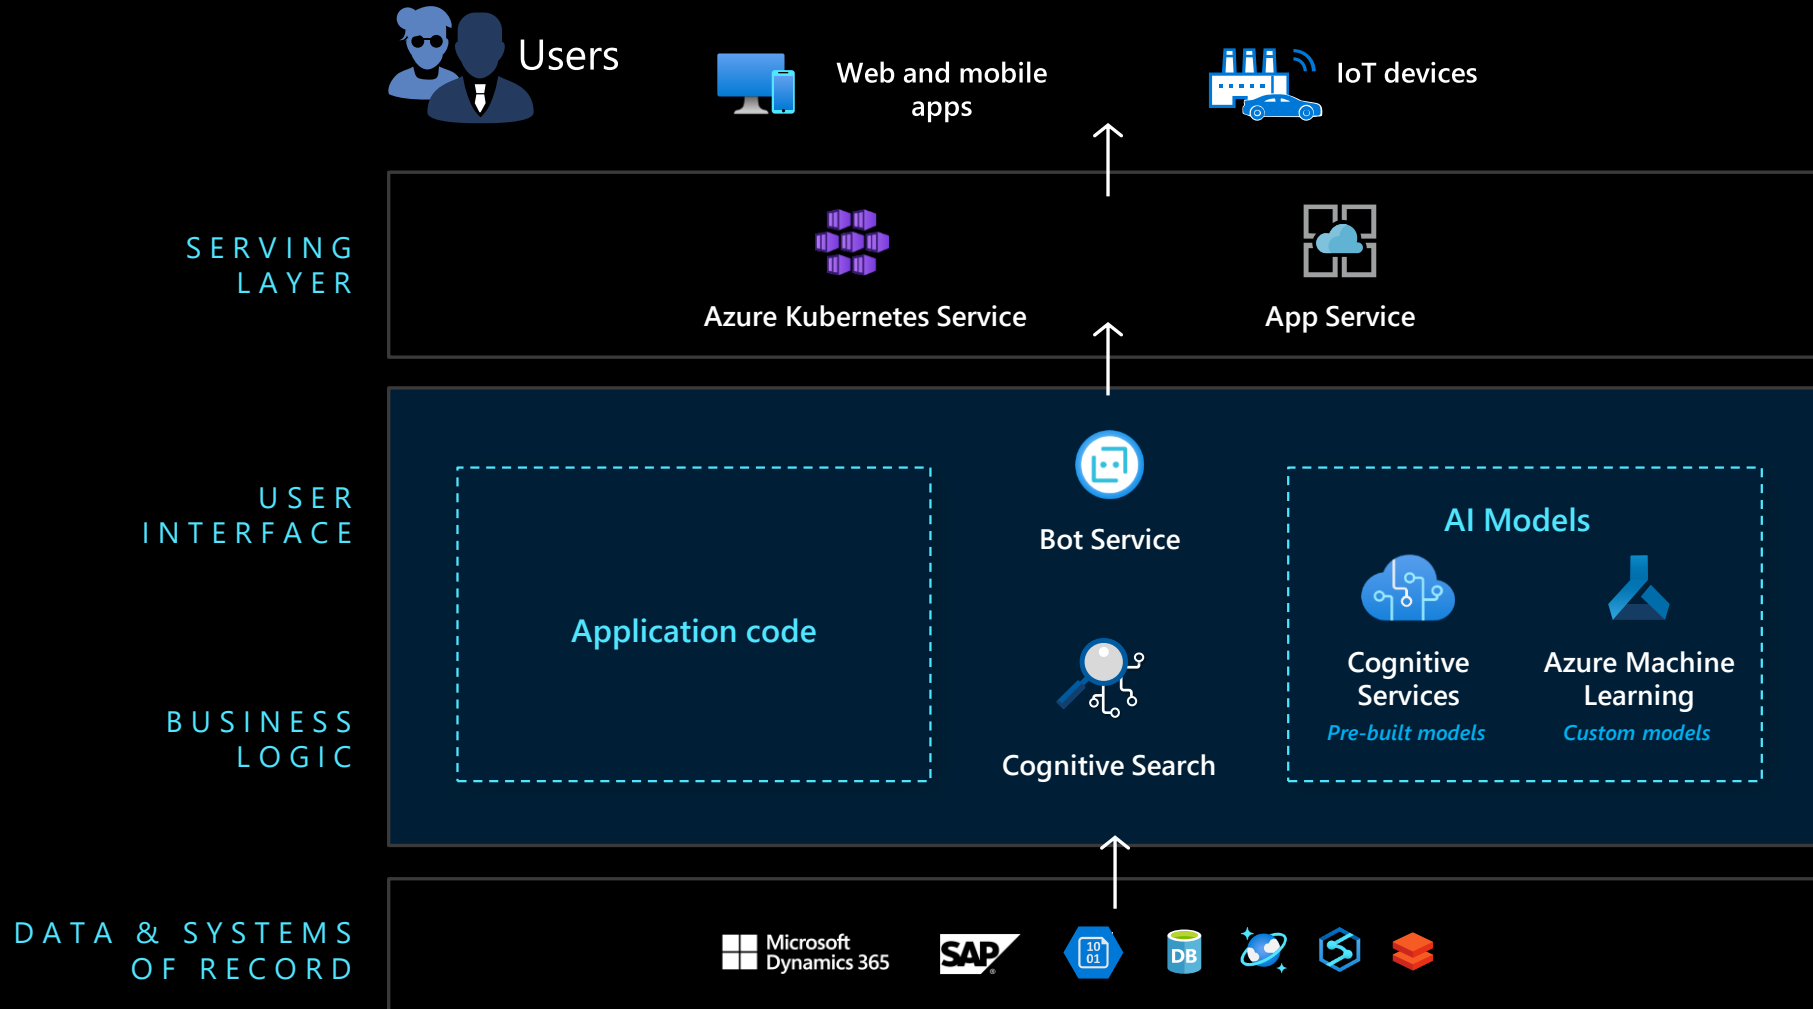 Users
Web and mobile
apps
IoT devices
SERVING
LAYER
Azure Kubernetes Service
App Service
USER
INTERFACE
Bot Service
AI Models
Application code
Cognitive
Services
Azure Machine
Learning
Pre-built models
Custom models
BUSINESS
LOGIC
Cognitive Search
DATA & SYSTEMS
OF RECORD
Microsoft
Dynamics 365
SAP®
10
01
DB